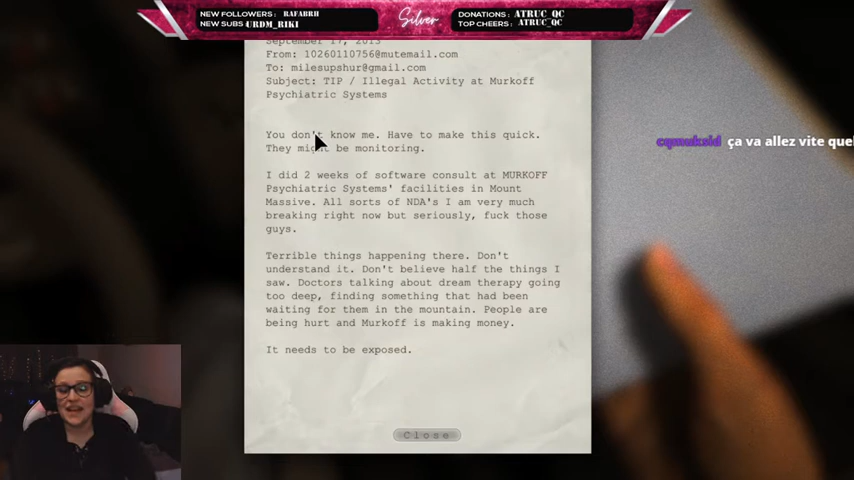 NEW FOLLOWERS : RAFABRH
NEW SUBS : URDM_RIKI
Silver
DONATIONS : ATRUC_QC
TOP CHEERS : ATRUC_QC
September 17, 2013
From: 10260110756@mutemail.com
To: milesupshur@gmail.com
Subject: TIP / Illegal Activity at Murkoff
Psychiatric Systems
You don't know me. Have to make this quick.
They might be monitoring.
I did 2 weeks of software consult at MURKOFF
Psychiatric Systems' facilities in Mount
Massive. All sorts of NDA's I am very much
breaking right now but seriously, fuck those
guys.
Terrible things happening there. Don't
understand it. Don't believe half the things I
saw. Doctors talking about dream therapy going
too deep, finding something that had been
waiting for them in the mountain. People are
being hurt and Murkoff is making money.
It needs to be exposed.
Close
cqmuksid ça va allez vite quel